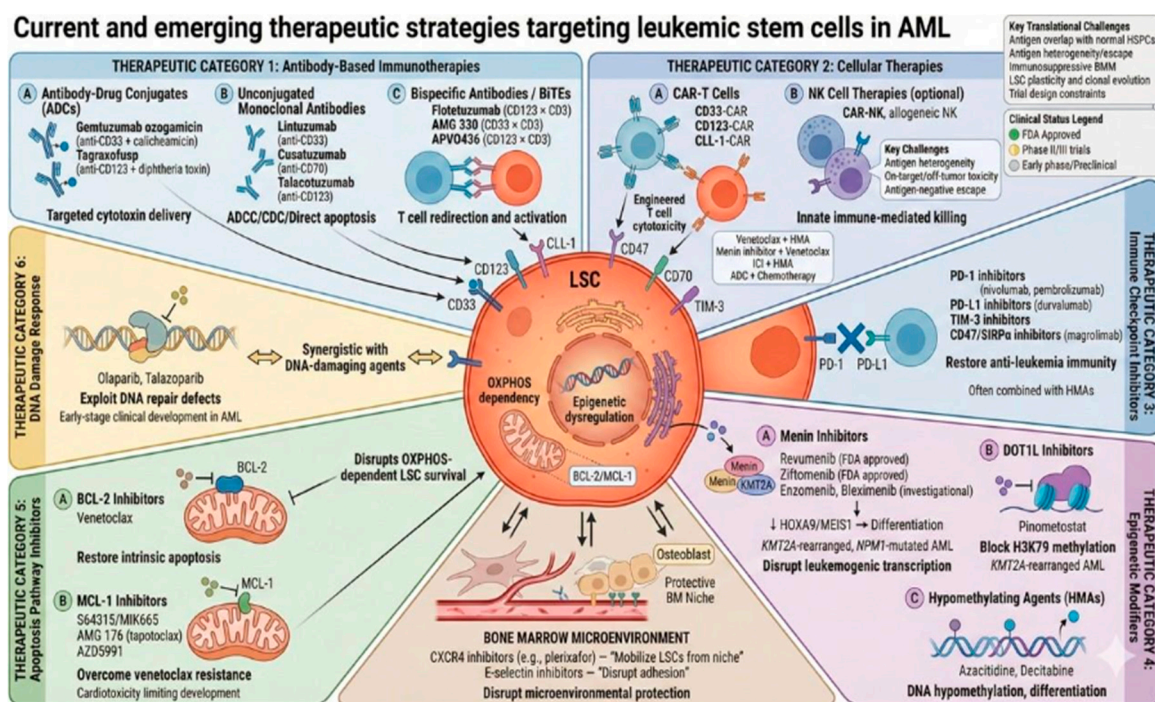 Current and emerging therapeutic strategies targeting leukemic stem cells in AML
Key Translational Challenges
Antigen overlap with normal HSPCs
Antigen heterogeneity/escape
Immunosuppressive BMM
LSC plasticity and clonal evolution
Trial design constraints
Clinical Status Legend
FDA Approved
Phase II/III trials
Early phase/Preclinical
THERAPEUTIC CATEGORY 1: Antibody-Based Immunotherapies
A Antibody-Drug Conjugates
(ADCs)
Gemtuzumab ozogamicin
(anti-CD33 + calicheamicin)
Tagraxofusp
(anti-CD123 + diphtheria toxin)
Targeted cytotoxin delivery
B Unconjugated
Monoclonal Antibodies
Lintuzumab
(anti-CD33)
Cusatuzumab
(anti-CD70)
Talacotuzumab
(anti-CD123)
ADCC/CDC/Direct apoptosis
C Bispecific Antibodies / BiTEs
Flotetuzumab (CD123 × CD3)
AMG 330 (CD33 × CD3)
APVO436 (CD123 × CD3)
T cell redirection and activation
THERAPEUTIC CATEGORY 2: Cellular Therapies
A CAR-T Cells
CD33-CAR
CD123-CAR
CLL-1-CAR
Engineered
T cell
cytotoxicity
B NK Cell Therapies (optional)
CAR-NK, allogeneic NK
Key Challenges
Antigen heterogeneity
On-target/off-tumor toxicity
Antigen-negative escape
Innate immune-mediated killing
Venetoclax + HMA
Menin inhibitor + Venetoclax
ICI + HMA
ADC + Chemotherapy
CD33
CD123
CLL-1
CD47
CD70
TIM-3
LSC
OXPHOS
dependency
Epigenetic
dysregulation
BCL-2/MCL-1
THERAPEUTIC CATEGORY 3:
Immune Checkpoint Inhibitors
PD-1 inhibitors
(nivolumab, pembrolizumab)
PD-L1 inhibitors (durvalumab)
TIM-3 inhibitors
CD47/SIRPα inhibitors (magrolimab)
Restore anti-leukemia immunity
Often combined with HMAs
PD-1
PD-L1
THERAPEUTIC CATEGORY 4:
Epigenetic Modifiers
A Menin Inhibitors
Revumenib (FDA approved)
Ziftomenib (FDA approved)
Enzomenib, Bleximenib (investigational)
Menin
Menin
KMT2A
↓ HOXA9/MEIS1 → Differentiation
KMT2A-rearranged, NPM1-mutated AML
Disrupt leukemogenic transcription
B DOT1L Inhibitors
Pinometostat
Block H3K79 methylation
KMT2A-rearranged AML
C Hypomethylating Agents (HMAs)
Azacitidine, Decitabine
DNA hypomethylation, differentiation
THERAPEUTIC CATEGORY 6:
DNA Damage Response
Olaparib, Talazoparib
Exploit DNA repair defects
Early-stage clinical development in AML
Synergistic with
DNA-damaging agents
THERAPEUTIC CATEGORY 5:
Apoptosis Pathway Inhibitors
A BCL-2 Inhibitors
Venetoclax
BCL-2
Restore intrinsic apoptosis
Disrupts OXPHOS-
dependent LSC survival
B MCL-1 Inhibitors
S64315/MIK665
AMG 176 (tapotoclax)
AZD5991
MCL-1
Overcome venetoclax resistance
Cardiotoxicity limiting development
Osteoblast
Protective
BM Niche
BONE MARROW MICROENVIRONMENT
CXCR4 inhibitors (e.g., plerixafor) — "Mobilize LSCs from niche"
E-selectin inhibitors — "Disrupt adhesion"
Disrupt microenvironmental protection